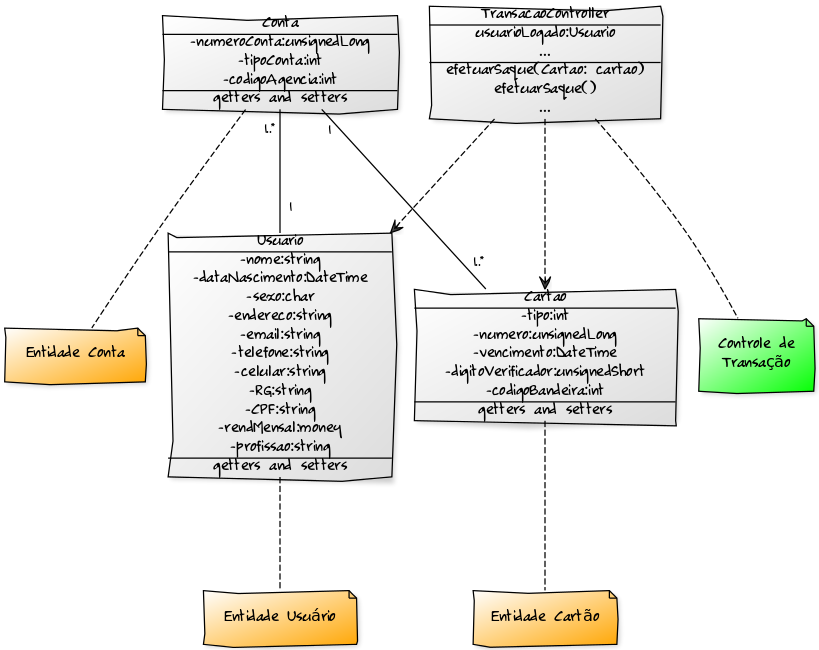 Conta
-numeroConta:unsignedLong
-tipoConta:int
-codigoAgencia:int
getters and setters
TransacaoController
usuarioLogado:Usuario
...
efetuarSaque(Cartao: cartao)
efetuarSaque()
...
1..*
1
1
1..*
Usuario
-nome:string
-dataNascimento:DateTime
-sexo:char
-endereco:string
-email:string
-telefone:string
-celular:string
-RG:string
-CPF:string
-rendMensal:money
-profissao:string
getters and setters
Cartao
-tipo:int
-numero:unsignedLong
-vencimento:DateTime
-digitoVerificador:unsignedShort
-codigoBandeira:int
getters and setters
Entidade Conta
Controle de
Transação
Entidade Usuário
Entidade Cartão